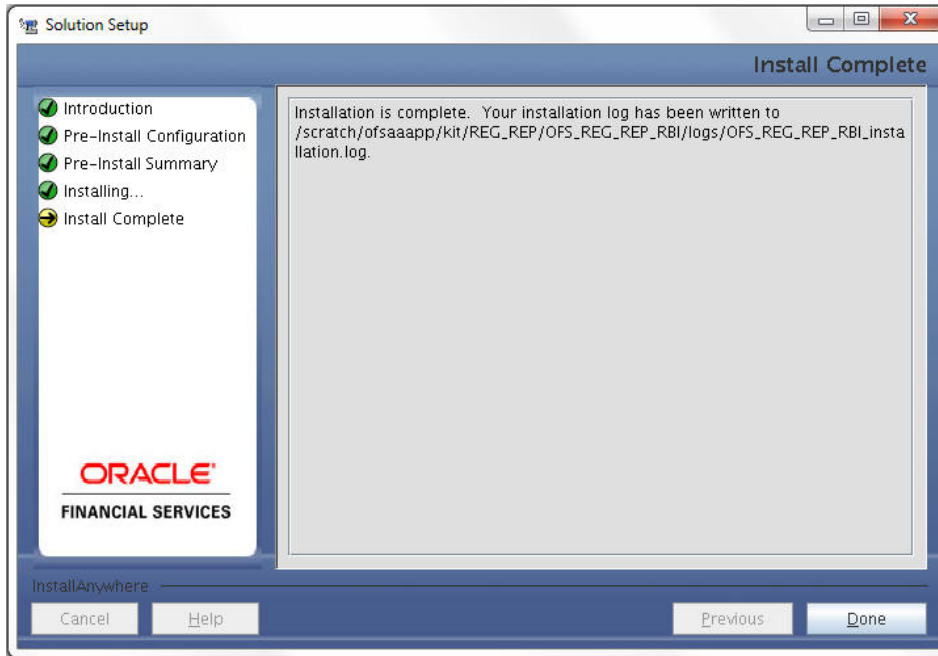 Solution Setup
Install Complete
Introduction
Pre-Install Configuration
Pre-Install Summary
Installing...
Install Complete
Installation is complete. Your installation log has been written to
/scratch/ofsaaapp/kit/REG_REP/OFS_REG_REP_RBI/logs/OFS_REG_REP_RBI_insta
llation.log.
ORACLE
FINANCIAL SERVICES
InstallAnywhere
Cancel
Help
Previous
Done